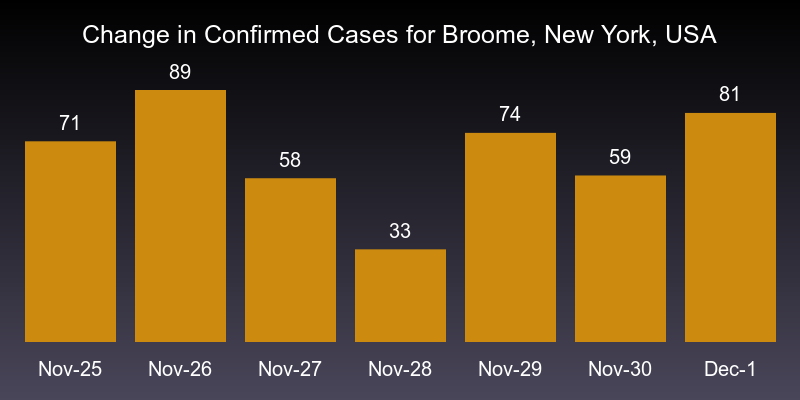 Change in Confirmed Cases for Broome, New York, USA
71
89
58
33
74
59
81
Nov-25
Nov-26
Nov-27
Nov-28
Nov-29
Nov-30
Dec-1